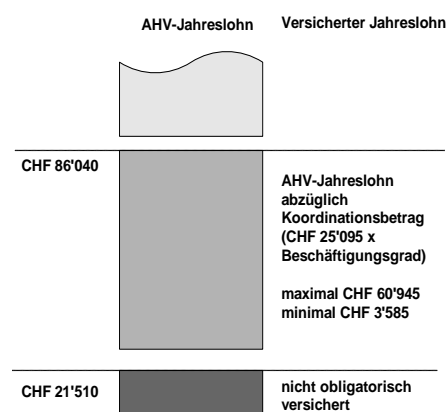 AHV-Jahreslohn
Versicherter Jahreslohn
CHF 86'040
AHV-Jahreslohn
abzüglich
Koordinationsbetrag
(CHF 25'095 x
Beschäftigungsgrad)
maximal CHF 60'945
minimal CHF 3'585
CHF 21'510
nicht obligatorisch
versichert